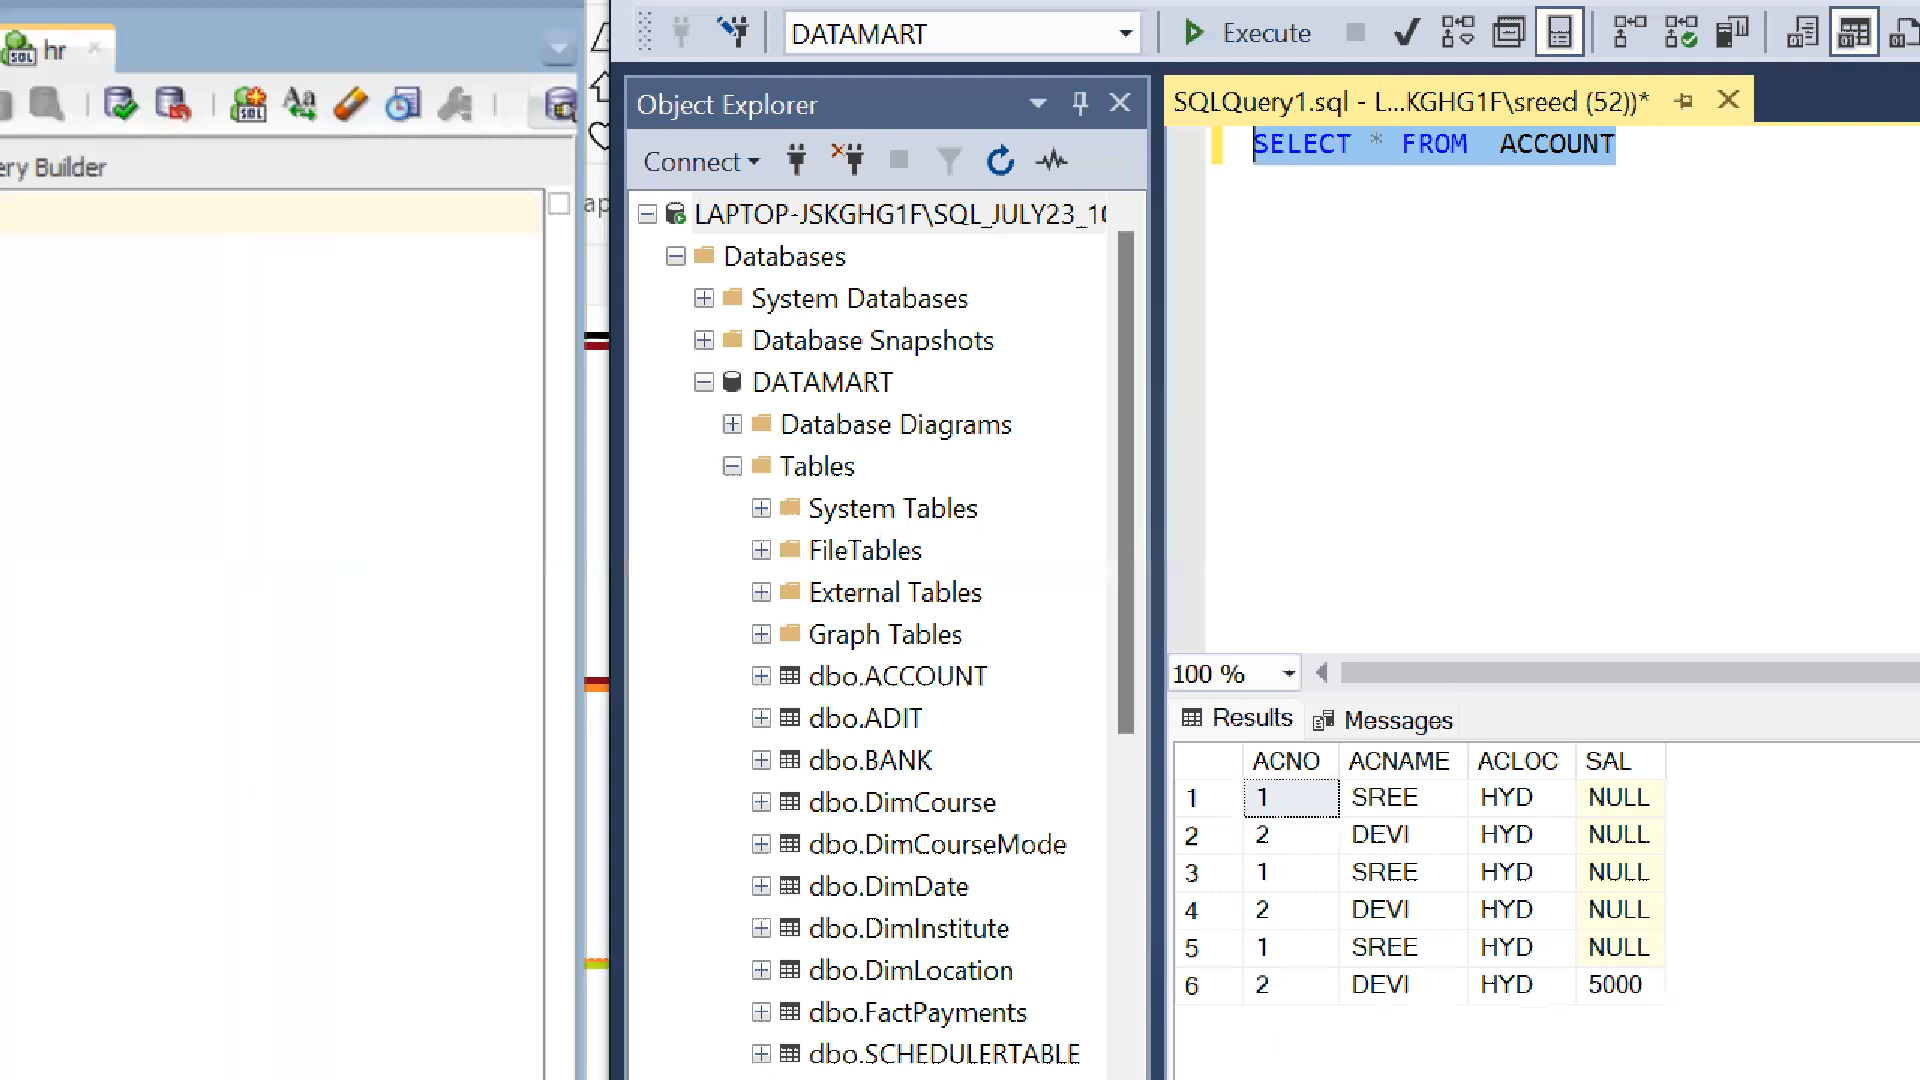 hr
ery Builder
ap
DATAMART
Execute
Object Explorer
Connect
LAPTOP-JSKGHG1F\SQL_JULY23_1
Databases
System Databases
Database Snapshots
DATAMART
Database Diagrams
Tables
System Tables
FileTables
External Tables
Graph Tables
dbo.ACCOUNT
dbo.ADIT
dbo.BANK
dbo.DimCourse
dbo.DimCourseMode
dbo.DimDate
dbo.DimInstitute
dbo.DimLocation
dbo.FactPayments
dbo.SCHEDULERTABLE
SQLQuery1.sql - L...KGHG1F\sreed (52))*
SELECT * FROM ACCOUNT
100 %
Results Messages
ACNO ACNAME ACLOC SAL
1 1 SREE HYD NULL
2 2 DEVI HYD NULL
3 1 SREE HYD NULL
4 2 DEVI HYD NULL
5 1 SREE HYD NULL
6 2 DEVI HYD 5000